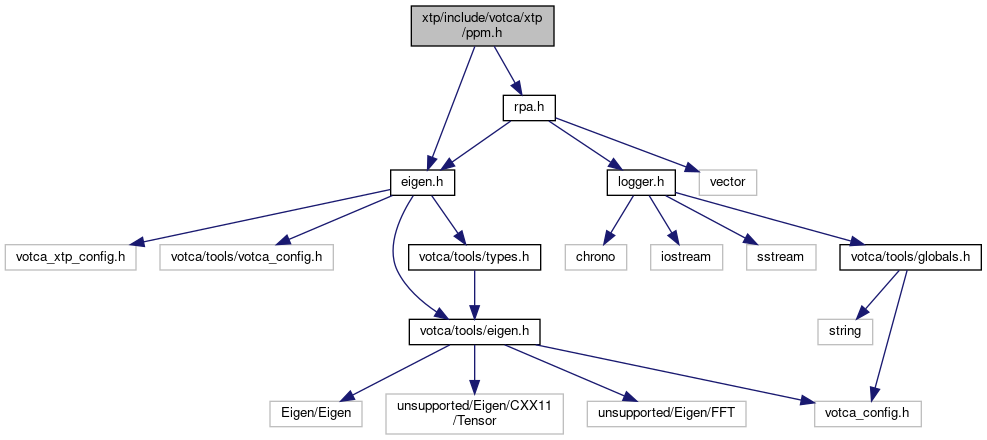 xtp/include/votca/xtp
/ppm.h
rpa.h
eigen.h
logger.h
vector
votca_xtp_config.h
votca/tools/votca_config.h
votca/tools/types.h
chrono
iostream
sstream
votca/tools/globals.h
votca/tools/eigen.h
string
Eigen/Eigen
unsupported/Eigen/CXX11
/Tensor
unsupported/Eigen/FFT
votca_config.h